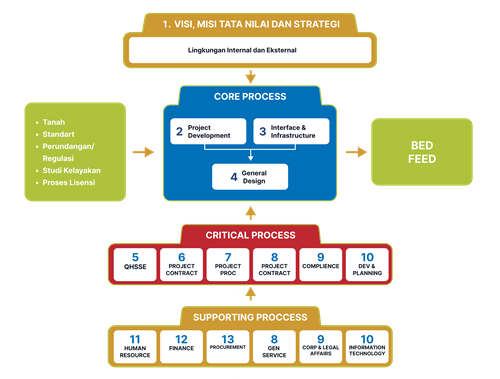 1. VISI, MISI TATA NILAI DAN STRATEGI
Lingkungan Internal dan Eksternal
• Tanah
• Standart
• Perundangan/
Regulasi
• Studi Kelayakan
• Proses Lisensi
CORE PROCESS
2 Project
Development
3 Interface &
Infrastructure
4 General
Design
BED
FEED
CRITICAL PROCESS
5
QHSSE
6
PROJECT
CONTRACT
7
PROJECT
PROC
8
PROJECT
CONTRACT
9
COMPLIENCE
10
DEV &
PLANNING
SUPPORTING PROCCESS
11
HUMAN
RESOURCE
12
FINANCE
13
PROCUREMENT
8
GEN
SERVICE
9
CORP & LEGAL
AFFAIRS
10
INFORMATION
TECHNOLOGY